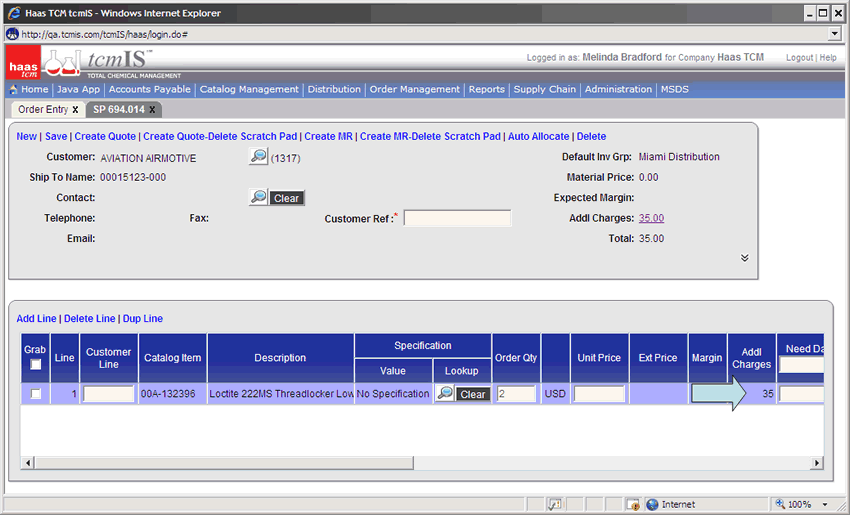 Haas TCM tcmIS - Windows Internet Explorer
http://qa.tcmis.com/tcmIS/haas/login.do#
haas tcm
tcmIS™
TOTAL CHEMICAL MANAGEMENT
Logged in as: Melinda Bradford for Company Haas TCM
Logout | Help
Home | Java App | Accounts Payable | Catalog Management | Distribution | Order Management | Reports | Supply Chain | Administration | MSDS
Order Entry X SP 694.014 X
New | Save | Create Quote | Create Quote-Delete Scratch Pad | Create MR | Create MR-Delete Scratch Pad | Auto Allocate | Delete
Customer: AVIATION AIRMOTIVE (1317) Default Inv Grp: Miami Distribution
Ship To Name: 00015123-000 Material Price: 0.00
Contact: Clear Expected Margin:
Telephone: Fax: Customer Ref :* Addl Charges: 35.00
Email: Total: 35.00
Add Line | Delete Line | Dup Line
Grab Line Customer Line Catalog Item Description Specification Value Lookup Order Qty Unit Price Ext Price Margin Addl Charges Need Da
1 00A-132396 Loctite 222MS Threadlocker Low No Specification Clear 2 USD 35
Internet 100%